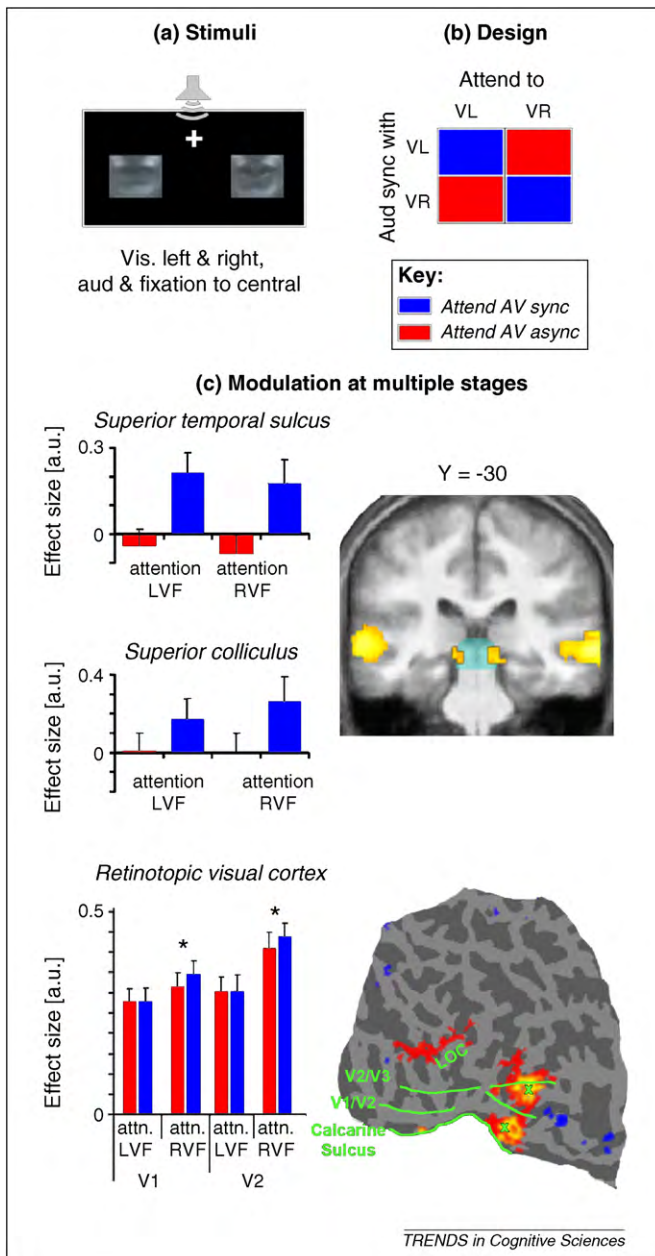 (a) Stimuli
Vis. left & right,
aud & fixation to central
(b) Design
Attend to
VL VR
Aud sync with
VL
VR
Key:
Attend AV sync
Attend AV async
(c) Modulation at multiple stages
Superior temporal sulcus
Effect size [a.u.]
0.3
0
attention attention
LVF RVF
Y = -30
Superior colliculus
Effect size [a.u.]
0.4
0
attention attention
LVF RVF
Retinotopic visual cortex
Effect size [a.u.]
0.5
0
* *
attn. attn. attn. attn.
LVF RVF LVF RVF
V1 V2
LOC
V2/V3
V1/V2
Calcarine
Sulcus
TRENDS in Cognitive Sciences